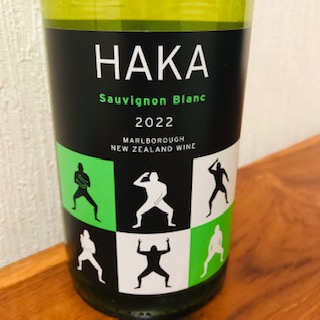 HAKA
Sauvignon Blanc
2022
MARLBOROUGH
NEW ZEALAND WINE